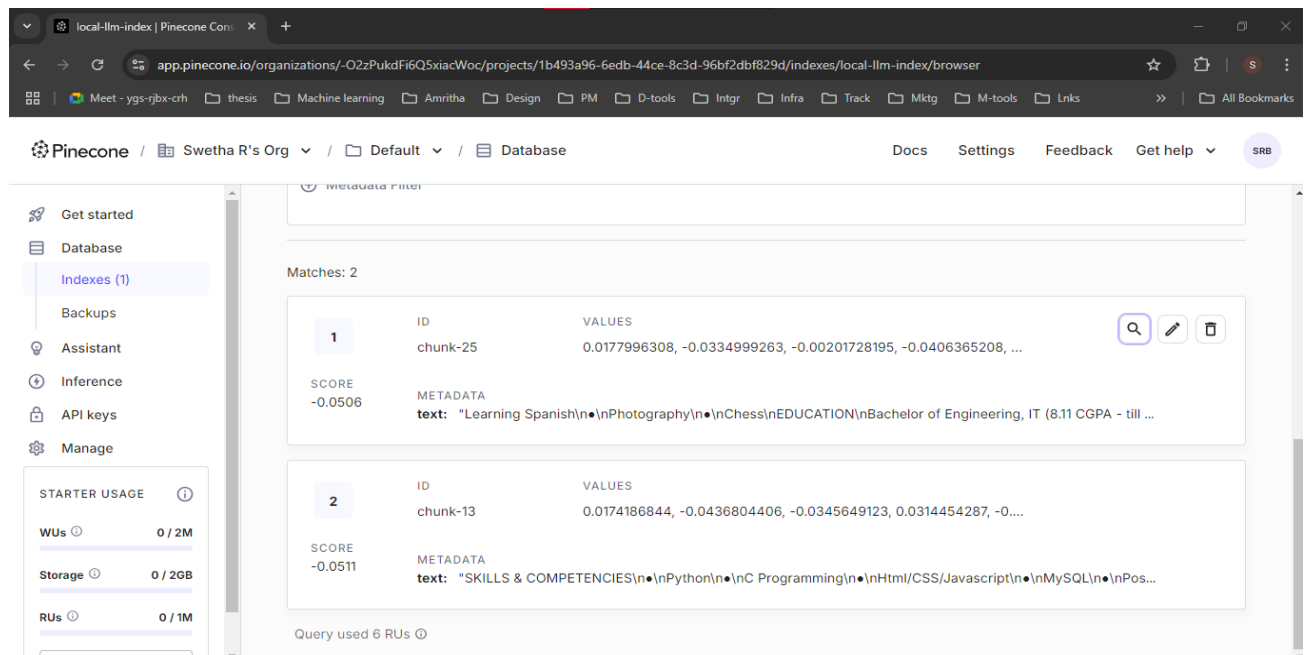 local-llm-index | Pinecone Cons
app.pinecone.io/organizations/-O2zPukdFi6Q5xiacWoc/projects/1b493a96-6edb-44ce-8c3d-96bf2dbf829d/indexes/local-llm-index/browser
S
Meet - ygs-rjbx-crh thesis Machine learning Amritha Design PM D-tools Intgr Infra Track Mktg M-tools Lnks » All Bookmarks
Pinecone / Swetha R's Org / Default / Database Docs Settings Feedback Get help SRB
Metadata Filter
Get started
Database
Indexes (1)
Backups
Assistant
Inference
API keys
Manage
STARTER USAGE
WUs 0 / 2M
Storage 0 / 2GB
RUs 0 / 1M
Matches: 2
1
ID VALUES
chunk-25 0.0177996308, -0.0334999263, -0.00201728195, -0.0406365208, ...
SCORE
-0.0506
METADATA
text: "Learning Spanish\n●\nPhotography\n●\nChess\nEDUCATION\nBachelor of Engineering, IT (8.11 CGPA - till ...
2
ID VALUES
chunk-13 0.0174186844, -0.0436804406, -0.0345649123, 0.0314454287, -0....
SCORE
-0.0511
METADATA
text: "SKILLS & COMPETENCIES\n●\nPython\n●\nC Programming\n●\nHtml/CSS/Javascript\n●\nMySQL\n●\nPos...
Query used 6 RUs